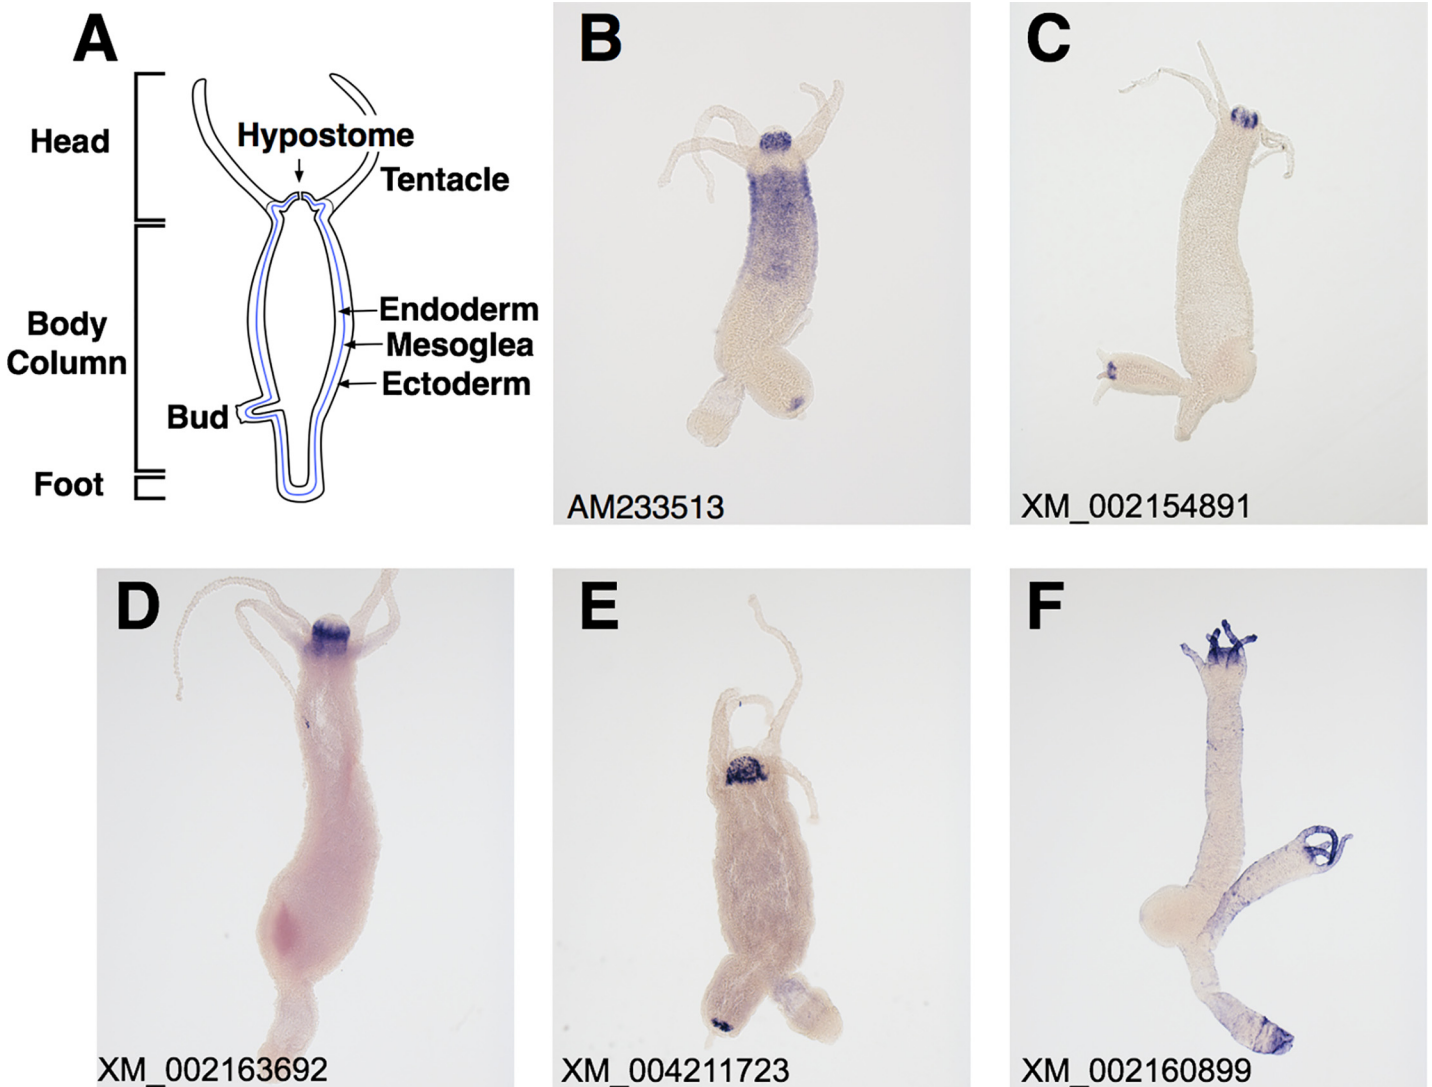 A
Head
Hypostome
Tentacle
Body
Column
Endoderm
Mesoglea
Ectoderm
Bud
Foot
B
AM233513
C
XM_002154891
D
XM_002163692
E
XM_004211723
F
XM_002160899